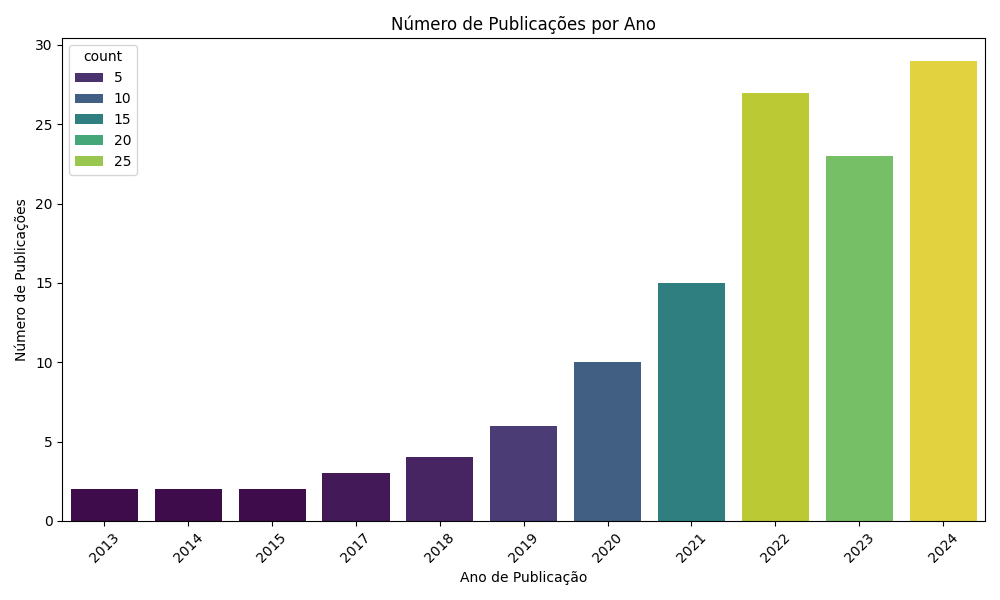 Número de Publicações por Ano
count
5
10
15
20
25
Número de Publicações
30
25
20
15
10
5
0
2013 2014 2015 2017 2018 2019 2020 2021 2022 2023 2024
Ano de Publicação